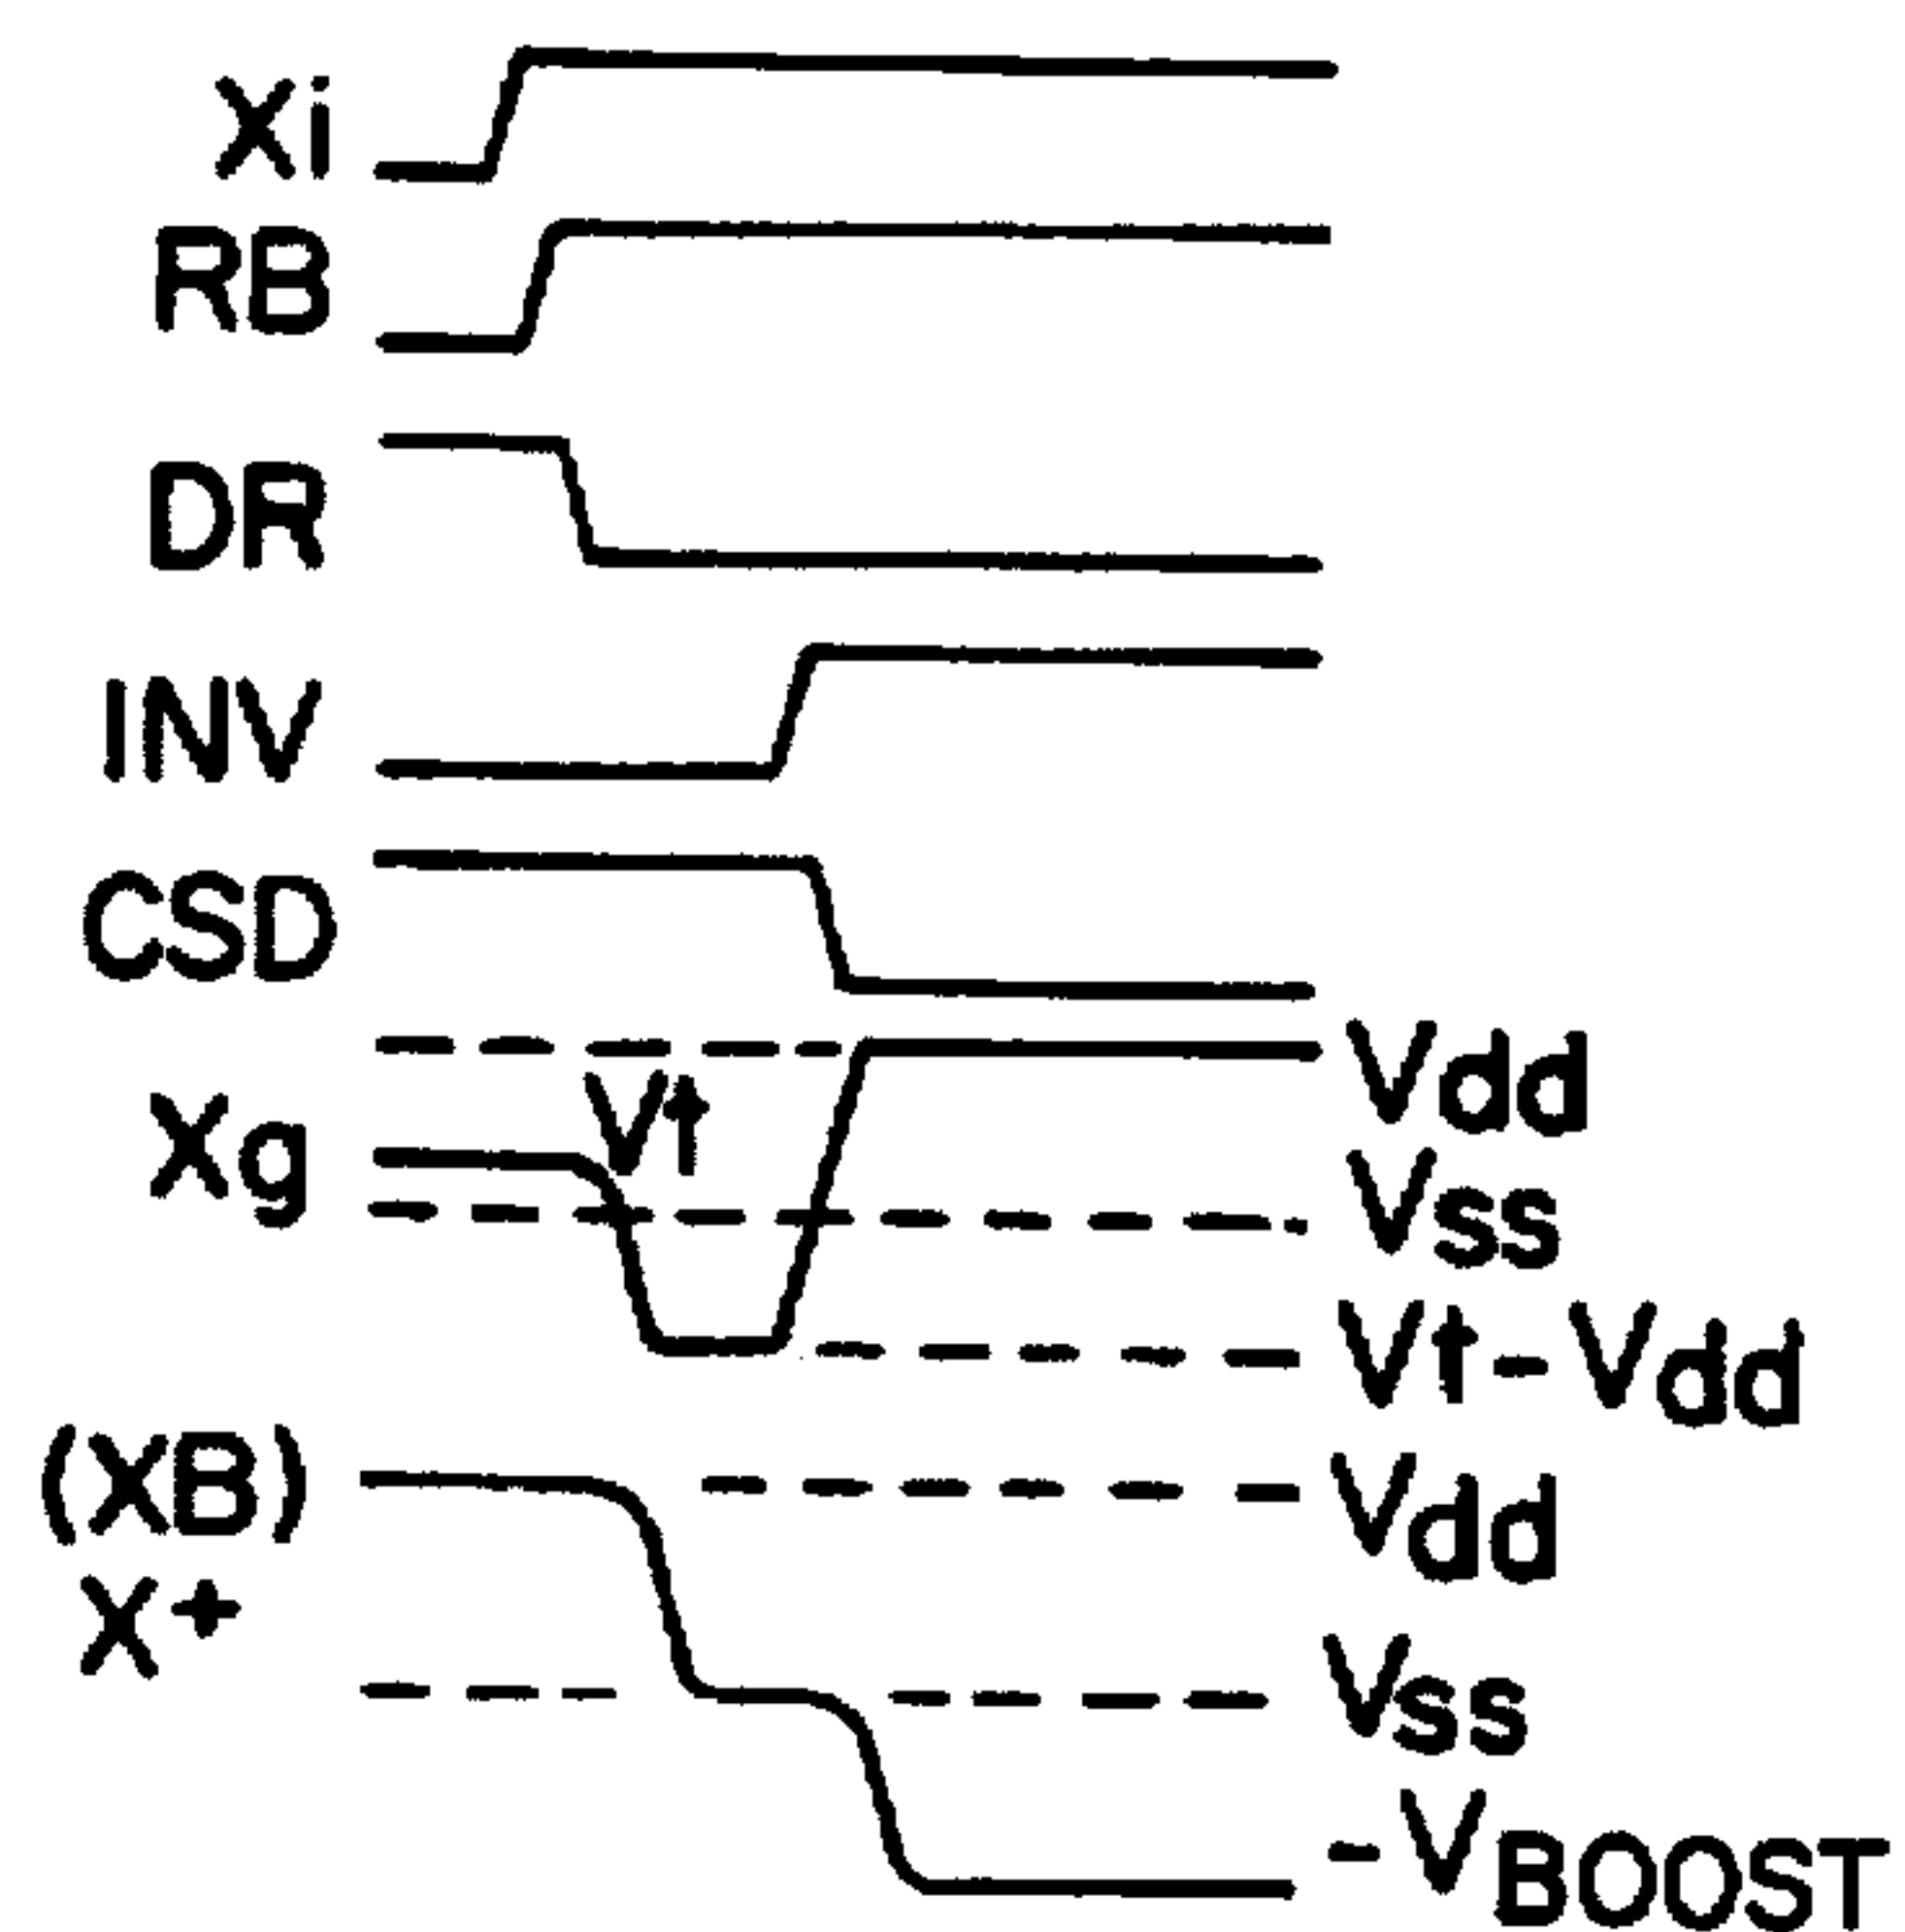 Xi
RB
DR
INV
CSD
Vdd
Xg
Vt
Vss
Vt-Vdd
(XB)
Vdd
X+
Vss
-VBOOST